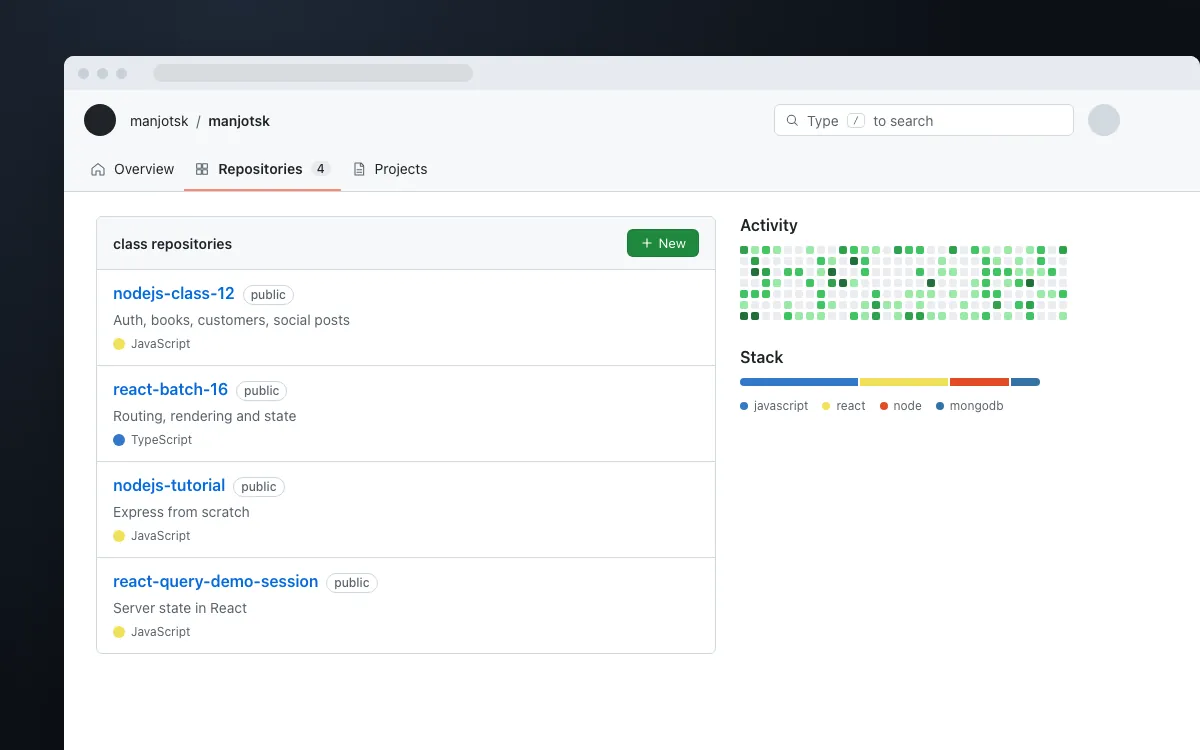 manjotsk / manjotsk
Type / to search
Overview Repositories 4 Projects
class repositories
+ New
nodejs-class-12 public
Auth, books, customers, social posts
JavaScript
react-batch-16 public
Routing, rendering and state
TypeScript
nodejs-tutorial public
Express from scratch
JavaScript
react-query-demo-session public
Server state in React
JavaScript
Activity
Stack
javascript react node mongodb